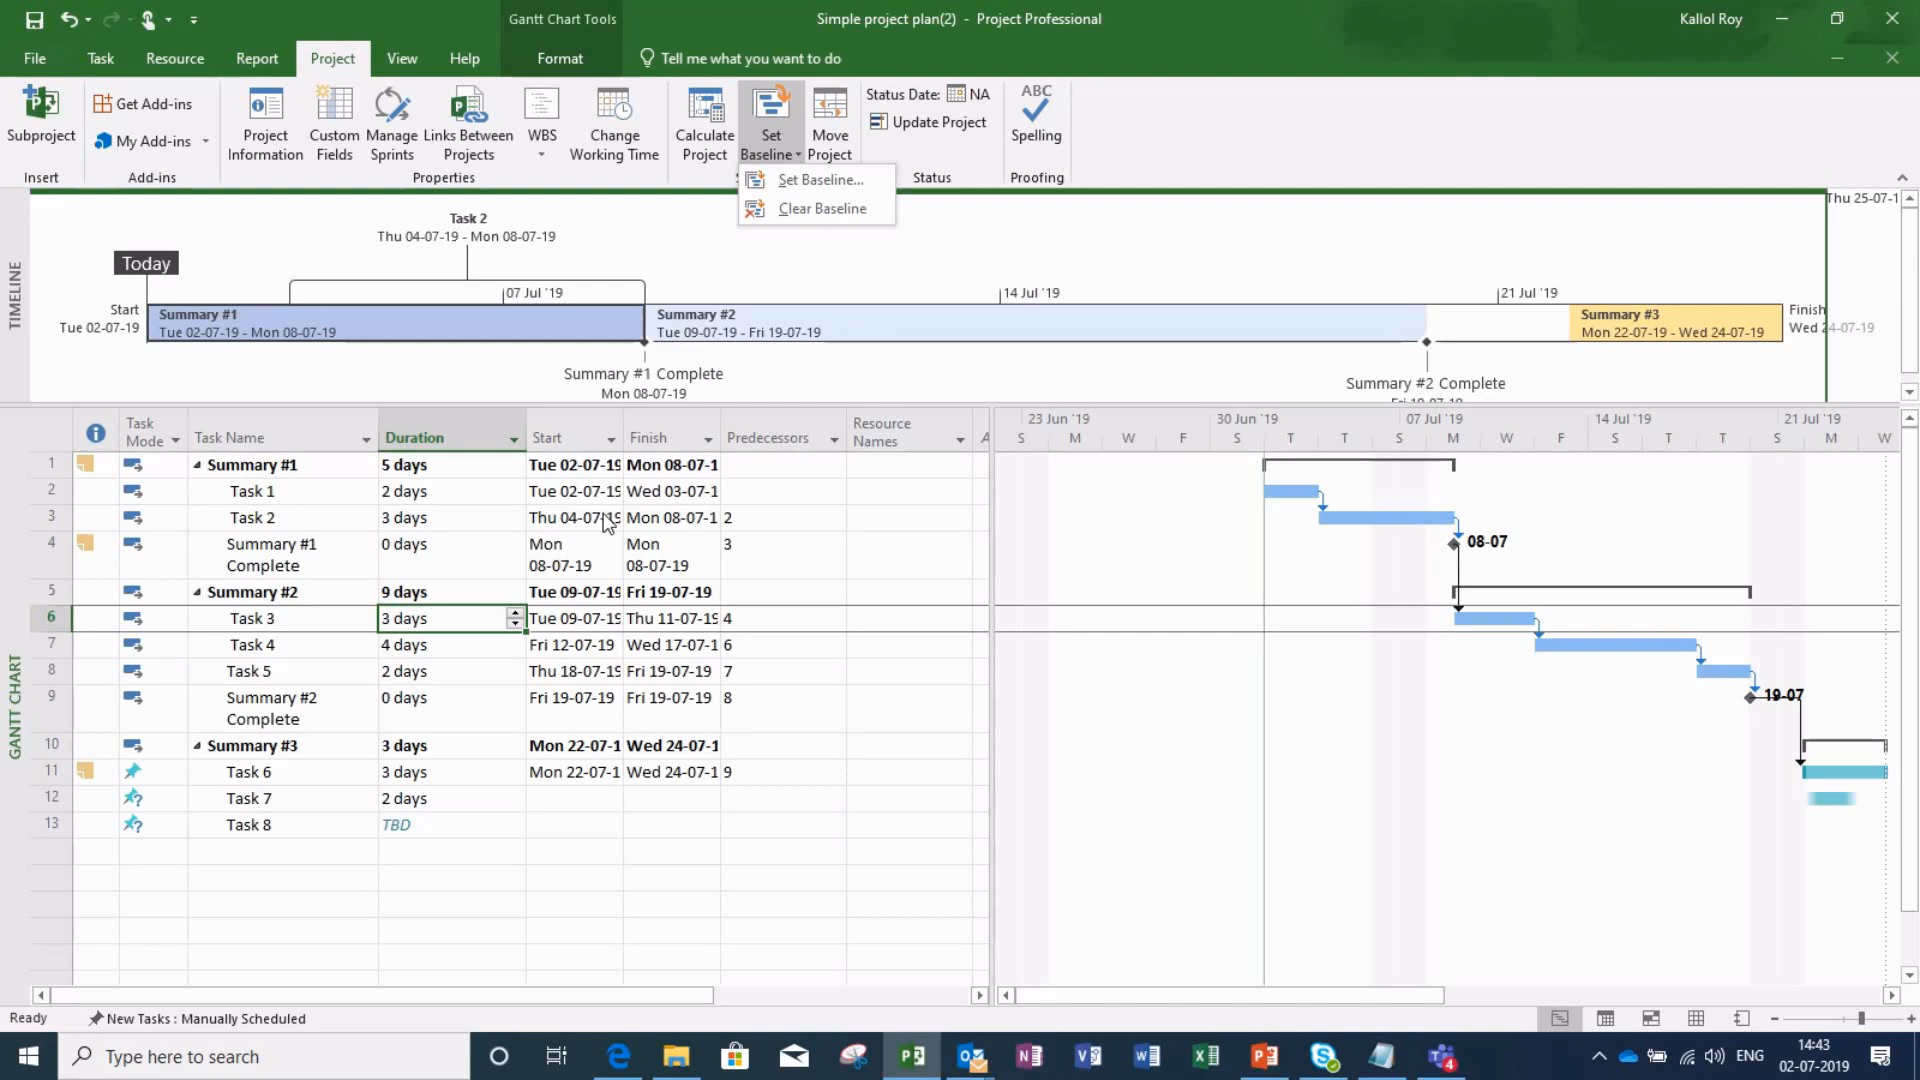 Gantt Chart Tools
Simple project plan(2) - Project Professional
Kallol Roy
File Task Resource Report Project View Help Format Tell me what you want to do
Subproject
Insert
Get Add-ins
My Add-ins
Add-ins
Project Information
Custom Fields
Manage Sprints
Links Between Projects
WBS
Change Working Time
Properties
Calculate Project
Set Baseline
Move Project
Status Date: NA
Update Project
Status
ABC
Spelling
Proofing
Set Baseline...
Clear Baseline
TIMELINE
Task 2
Thu 04-07-19 - Mon 08-07-19
Thu 25-07-1
Today
07 Jul '19
14 Jul '19
21 Jul '19
Start
Tue 02-07-19
Summary #1
Tue 02-07-19 - Mon 08-07-19
Summary #2
Tue 09-07-19 - Fri 19-07-19
Summary #3
Mon 22-07-19 - Wed 24-07-19
Finish
Wed 24-07-19
Summary #1 Complete
Mon 08-07-19
Summary #2 Complete
Fri 19-07-19
GANTT CHART
Task Mode Task Name Duration Start Finish Predecessors Resource Names A
23 Jun '19 30 Jun '19 07 Jul '19 14 Jul '19 21 Jul '19
S M W F S T T S M W F S T T S M W
1 Summary #1 5 days Tue 02-07-19 Mon 08-07-1
2 Task 1 2 days Tue 02-07-19 Wed 03-07-1
3 Task 2 3 days Thu 04-07-19 Mon 08-07-1 2
4 Summary #1 Complete 0 days Mon 08-07-19 Mon 08-07-19 3
08-07
5 Summary #2 9 days Tue 09-07-19 Fri 19-07-19
6 Task 3 3 days Tue 09-07-19 Thu 11-07-19 4
7 Task 4 4 days Fri 12-07-19 Wed 17-07-1 6
8 Task 5 2 days Thu 18-07-19 Fri 19-07-19 7
9 Summary #2 Complete 0 days Fri 19-07-19 Fri 19-07-19 8
19-07
10 Summary #3 3 days Mon 22-07-1 Wed 24-07-1
11 Task 6 3 days Mon 22-07-1 Wed 24-07-1 9
12 Task 7 2 days
13 Task 8 TBD
Ready
New Tasks : Manually Scheduled
Type here to search
ENG
14:43
02-07-2019